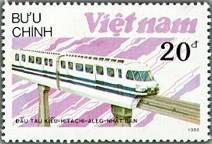 BƯU
CHÍNH
Việt nam
20đ
ĐẦU TÀU KIỂU-HITACHI-ALEG-NHẬT BẢN
1988